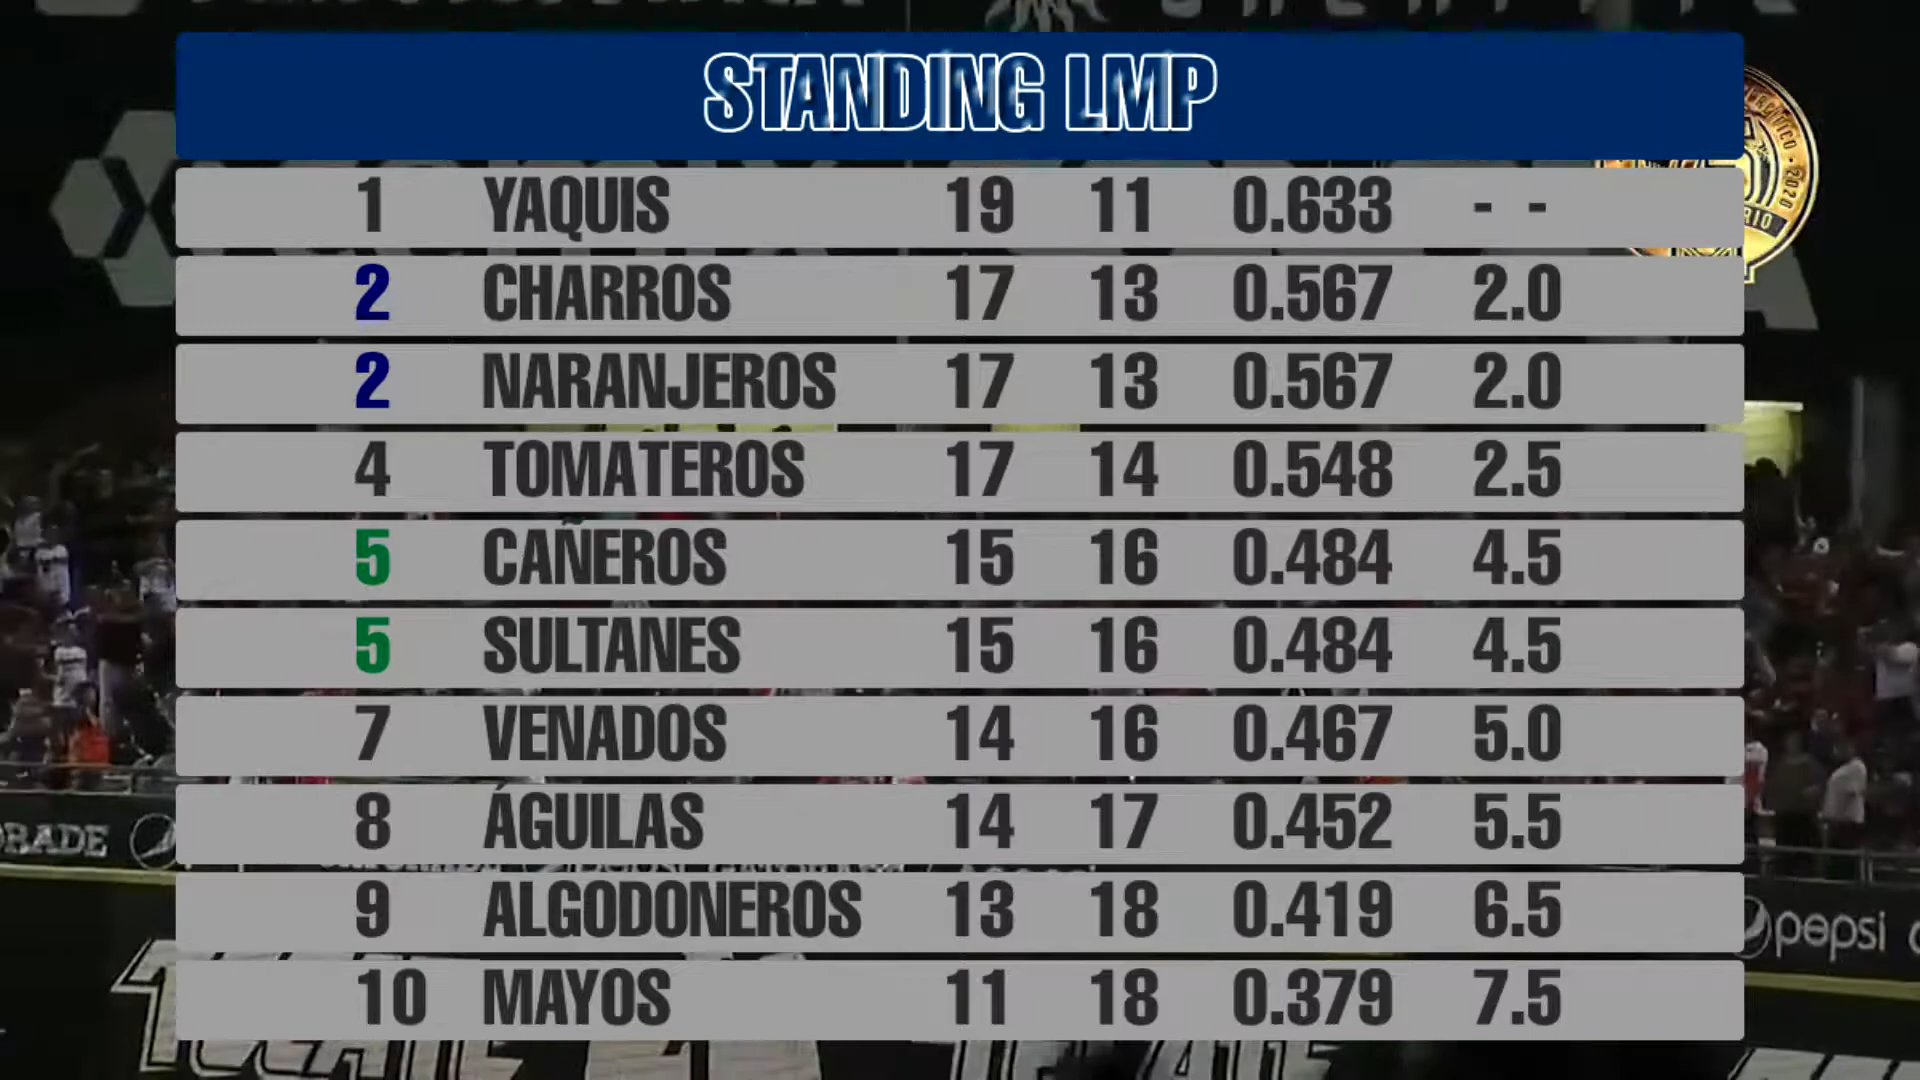 STANDING LMP
1 YAQUIS 19 11 0.633 - -
2 CHARROS 17 13 0.567 2.0
2 NARANJEROS 17 13 0.567 2.0
4 TOMATEROS 17 14 0.548 2.5
5 CAÑEROS 15 16 0.484 4.5
5 SULTANES 15 16 0.484 4.5
7 VENADOS 14 16 0.467 5.0
8 ÁGUILAS 14 17 0.452 5.5
9 ALGODONEROS 13 18 0.419 6.5
10 MAYOS 11 18 0.379 7.5
pepsi